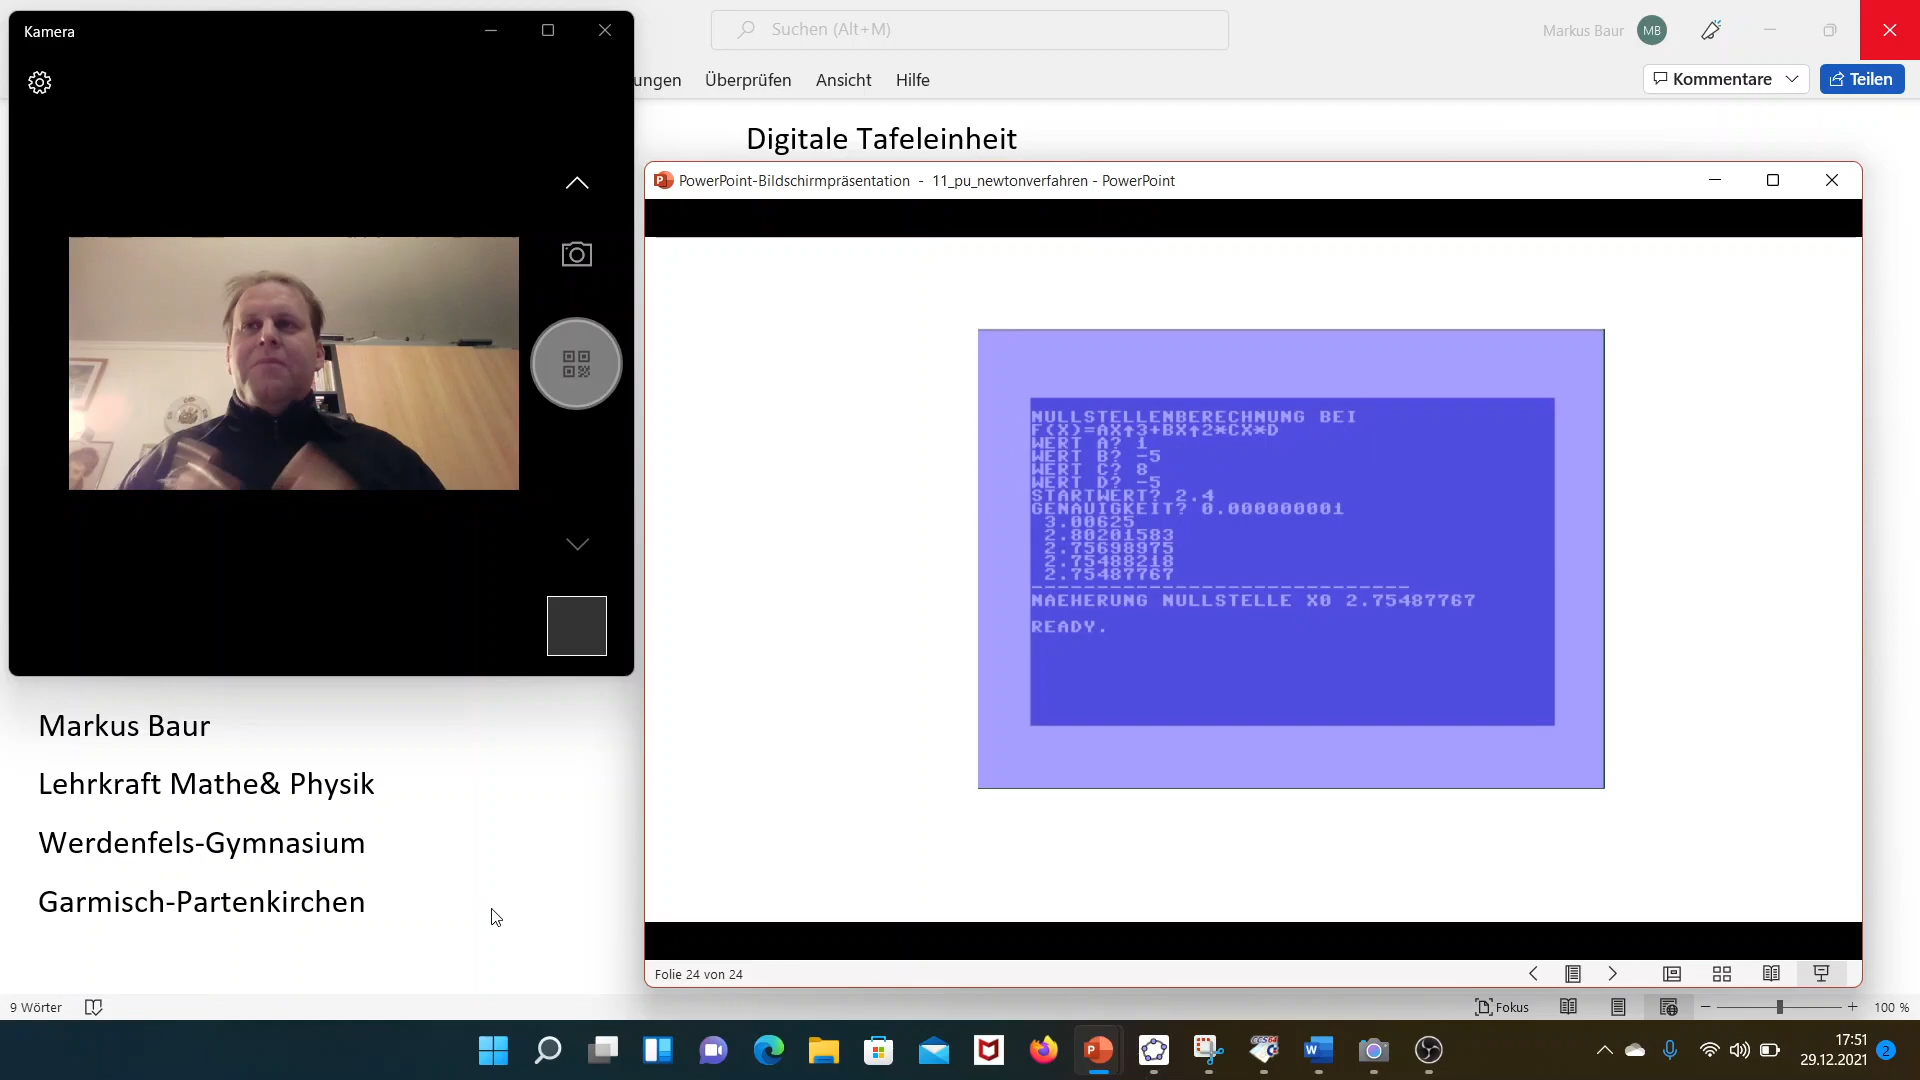 Kamera
Suchen (Alt+M)
Markus Baur
MB
ungen
Überprüfen
Ansicht
Hilfe
Kommentare
Teilen
Digitale Tafeleinheit
PowerPoint-Bildschirmpräsentation - 11_pu_newtonverfahren - PowerPoint
NULLSTELLENBERECHNUNG BEI
F(X)=AX↑3+BX↑2*CX*D
WERT A? 1
WERT B? -5
WERT C? 8
WERT D? -5
STARTWERT? 2.4
GENAUIGKEIT? 0.000000001
3.00625
2.80201583
2.75698975
2.75488218
2.75487767
-----------------------------
NAEHERUNG NULLSTELLE X0 2.75487767
READY.
Markus Baur
Lehrkraft Mathe& Physik
Werdenfels-Gymnasium
Garmisch-Partenkirchen
Folie 24 von 24
9 Wörter
Fokus
100 %
CCS64
17:51
29.12.2021
2